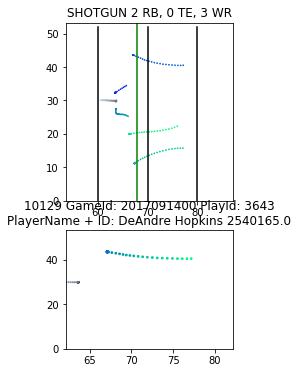 SHOTGUN 2 RB, 0 TE, 3 WR
50
40
30
20
10
0
60 70 80
10129 GameId: 2017091400 PlayId: 3643
PlayerName + ID: DeAndre Hopkins 2540165.0
40
20
0
65 70 75 80